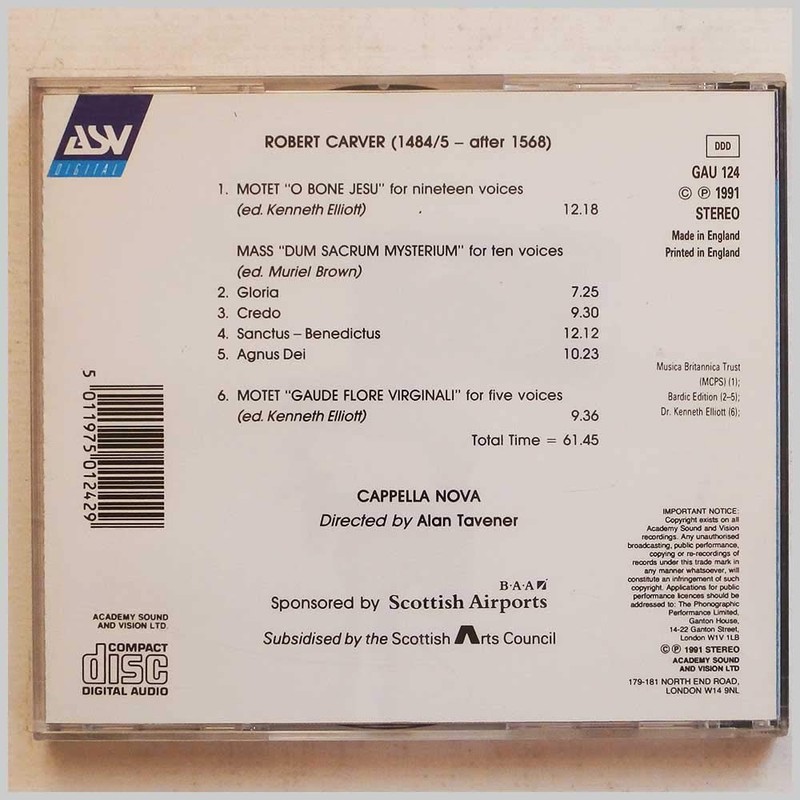 ASV
DIGITAL
ROBERT CARVER (1484/5 – after 1568)
1. MOTET "O BONE JESU" for nineteen voices
(ed. Kenneth Elliott) 12.18
MASS "DUM SACRUM MYSTERIUM" for ten voices
(ed. Muriel Brown)
2. Gloria 7.25
3. Credo 9.30
4. Sanctus – Benedictus 12.12
5. Agnus Dei 10.23
6. MOTET "GAUDE FLORE VIRGINALI" for five voices
(ed. Kenneth Elliott) 9.36
Total Time = 61.45
CAPPELLA NOVA
Directed by Alan Tavener
B·A·A
Sponsored by Scottish Airports
Subsidised by the Scottish Arts Council
DDD
GAU 124
© ℗ 1991
STEREO
Made in England
Printed in England
Musica Britannica Trust
(MCPS) (1);
Bardic Edition (2–5);
Dr. Kenneth Elliott (6);
IMPORTANT NOTICE:
Copyright exists on all
Academy Sound and Vision
recordings. Any unauthorised
broadcasting, public performance,
copying or re-recordings of
records under this trade mark in
any manner whatsoever, will
constitute an infringement of such
copyright. Applications for public
performance licences should be
addressed to: The Phonographic
Performance Limited,
Ganton House,
14-22 Ganton Street,
London W1V 1LB
© ℗ 1991 STEREO
ACADEMY SOUND
AND VISION LTD
179-181 NORTH END ROAD,
LONDON W14 9NL
5 011975 012429
ACADEMY SOUND
AND VISION LTD.
COMPACT
disc
DIGITAL AUDIO